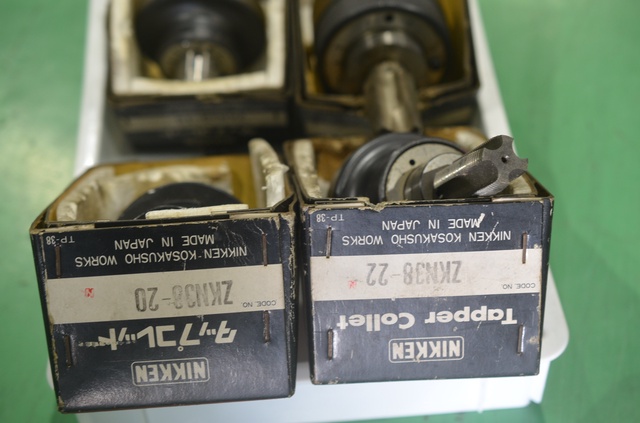 NIKKEN
タップコレット
CODE NO.
ZKN38-20
NIKKEN KOSAKUSHO WORKS
MADE IN JAPAN
TP-38
NIKKEN
Tapper Collet
CODE NO.
ZKN38-22
NIKKEN KOSAKUSHO WORKS
MADE IN JAPAN
TP-38